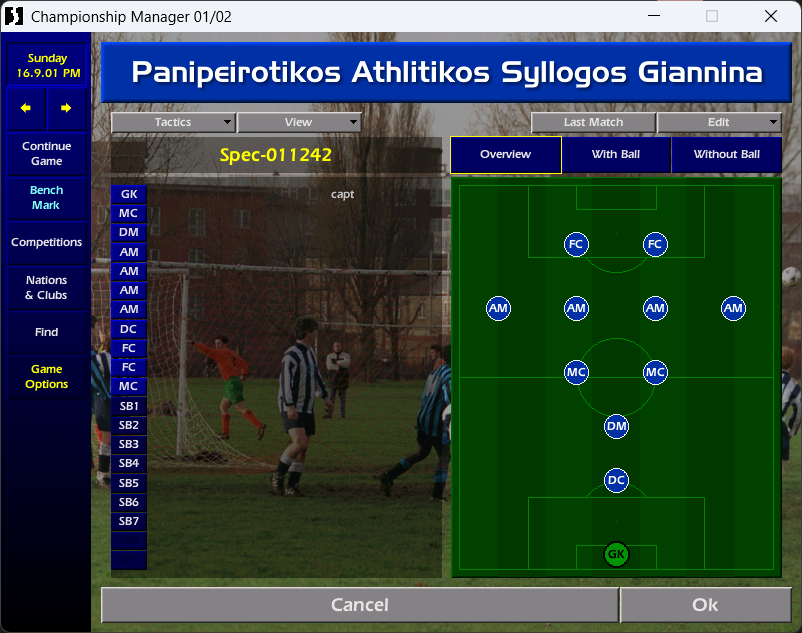 Championship Manager 01/02
Sunday
16.9.01 PM
Continue
Game
Bench
Mark
Competitions
Nations
& Clubs
Find
Game
Options
Panipeirotikos Athlitikos Syllogos Giannina
Tactics
View
Last Match
Edit
Spec-011242
Overview
With Ball
Without Ball
GK
capt
MC
DM
AM
AM
AM
AM
DC
FC
FC
MC
SB1
SB2
SB3
SB4
SB5
SB6
SB7
FC FC
AM AM AM AM
MC MC
DM
DC
GK
Cancel
Ok